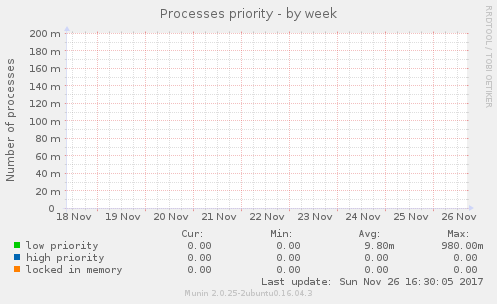 Processes priority - by week
RRDTOOL / TOBI OETIKER
Number of processes
200 m
180 m
160 m
140 m
120 m
100 m
80 m
60 m
40 m
20 m
0
18 Nov 19 Nov 20 Nov 21 Nov 22 Nov 23 Nov 24 Nov 25 Nov 26 Nov
Cur: Min: Avg: Max:
low priority 0.00 0.00 9.80m 980.00m
high priority 0.00 0.00 0.00 0.00
locked in memory 0.00 0.00 0.00 0.00
Last update: Sun Nov 26 16:30:05 2017
Munin 2.0.25-2ubuntu0.16.04.3